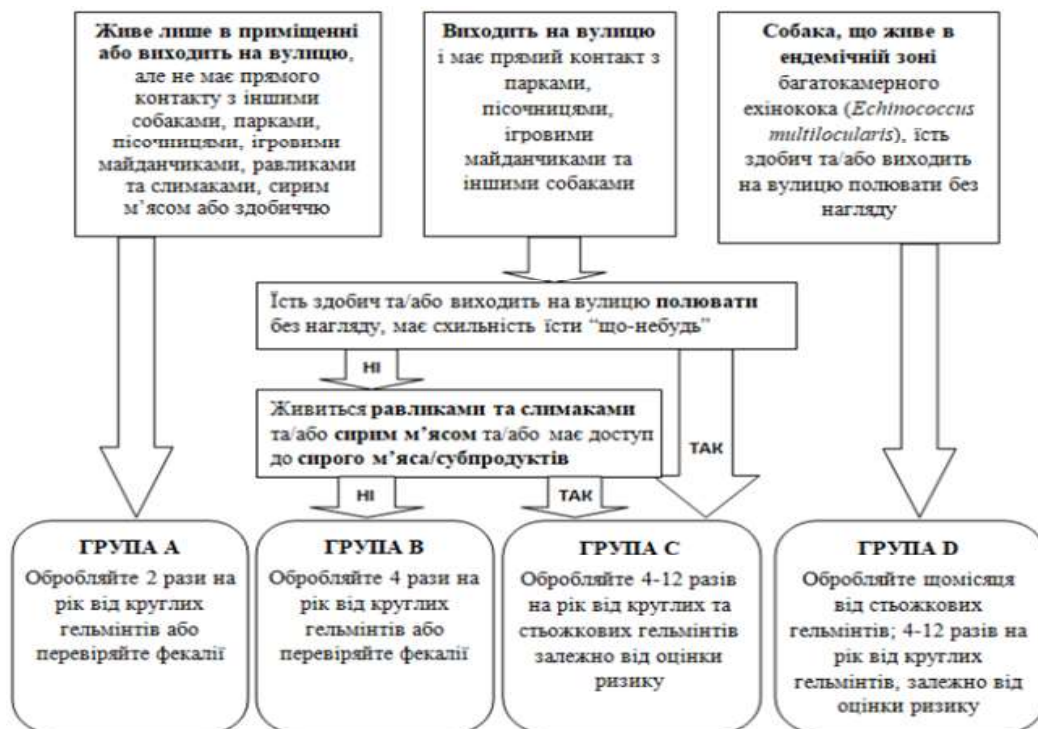 Живе лише в приміщенні
або виходить на вулицю,
але не має прямого
контакту з іншими
собаками, парками,
пісочницями, ігровими
майданчиками, равликами
та слимаками, сирим
м’ясом або здобиччю
Виходить на вулицю
і має прямий контакт з
парками,
пісочницями,
ігровими
майданчиками та
іншими собаками
Собака, що живе в
ендемічній зоні
багатокамерного
ехінокока (Echinococcus
multilocularis), їсть
здобич та/або виходить
на вулицю полювати без
нагляду
Їсть здобич та/або виходить на вулицю полювати
без нагляду, має схильність їсти “що-небудь”
НІ
Живиться равликами та слимаками
та/або сирим м’ясом та/або має доступ
до сирого м’яса/субпродуктів
ТАК
НІ
ТАК
ГРУПА А
Обробляйте 2 рази на
рік від круглих
гельмінтів або
перевіряйте фекалії
ГРУПА В
Обробляйте 4 рази на
рік від круглих
гельмінтів або
перевіряйте фекалії
ГРУПА С
Обробляйте 4-12 разів
на рік від круглих та
стьожкових гельмінтів
залежно від оцінки
ризику
ГРУПА D
Обробляйте щомісяця
від стьожкових
гельмінтів; 4-12 разів на
рік від круглих
гельмінтів, залежно від
оцінки ризику